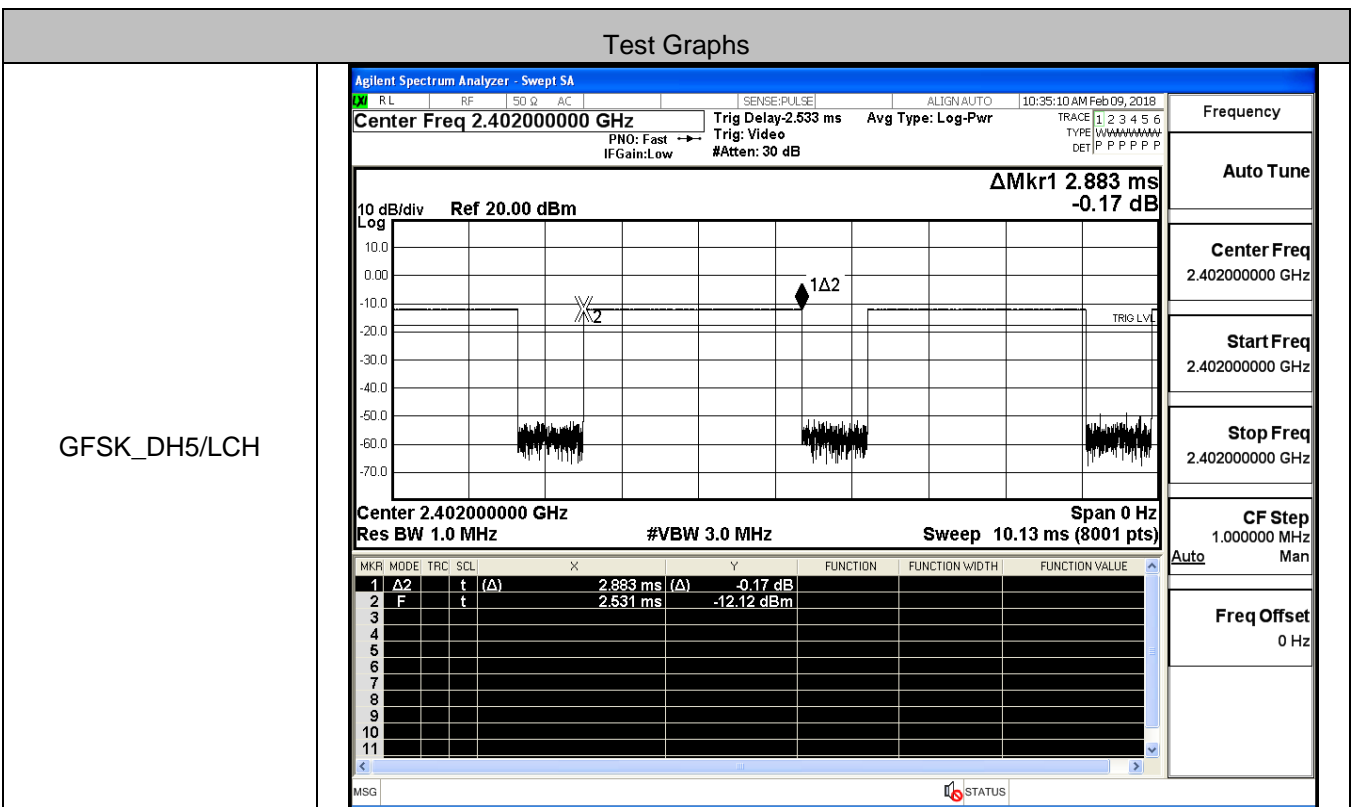 Test Graphs
GFSK_DH5/LCH
Agilent Spectrum Analyzer - Swept SA
LXI RL RF 50 Ω AC SENSE:PULSE ALIGN AUTO 10:35:10 AM Feb 09, 2018
Center Freq 2.402000000 GHz
PNO: Fast
IFGain:Low
Trig Delay-2.533 ms
Trig: Video
#Atten: 30 dB
Avg Type: Log-Pwr
TRACE 1 2 3 4 5 6
TYPE
DET P P P P P P
ΔMkr1 2.883 ms
-0.17 dB
10 dB/div Ref 20.00 dBm
Log
10.0
0.00
-10.0
-20.0
-30.0
-40.0
-50.0
-60.0
-70.0
1Δ2
2
TRIG LVL
Center 2.402000000 GHz Span 0 Hz
Res BW 1.0 MHz #VBW 3.0 MHz Sweep 10.13 ms (8001 pts)
MKR MODE TRC SCL X Y FUNCTION FUNCTION WIDTH FUNCTION VALUE
1 Δ2 t (Δ) 2.883 ms (Δ) -0.17 dB
2 F t 2.531 ms -12.12 dBm
3
4
5
6
7
8
9
10
11
MSG STATUS
Frequency
Auto Tune
Center Freq
2.402000000 GHz
Start Freq
2.402000000 GHz
Stop Freq
2.402000000 GHz
CF Step
1.000000 MHz
Auto Man
Freq Offset
0 Hz